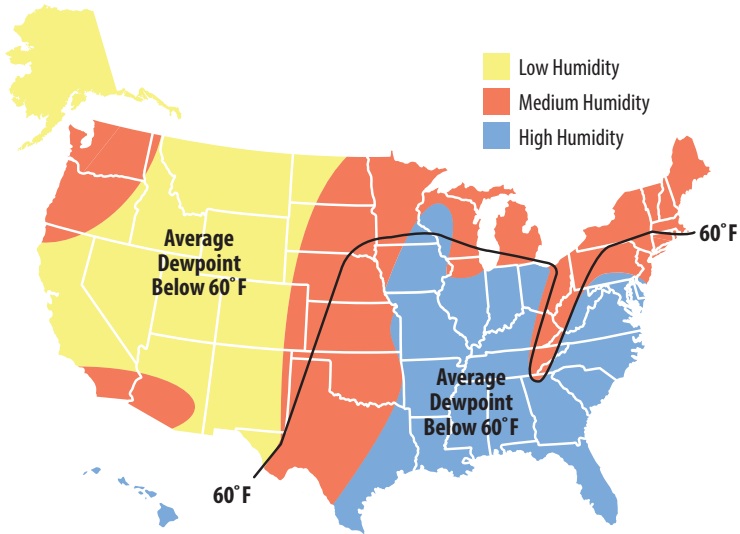 Low Humidity
Medium Humidity
High Humidity
Average
Dewpoint
Below 60˚F
60˚F
Average
Dewpoint
Below 60˚F
60˚F